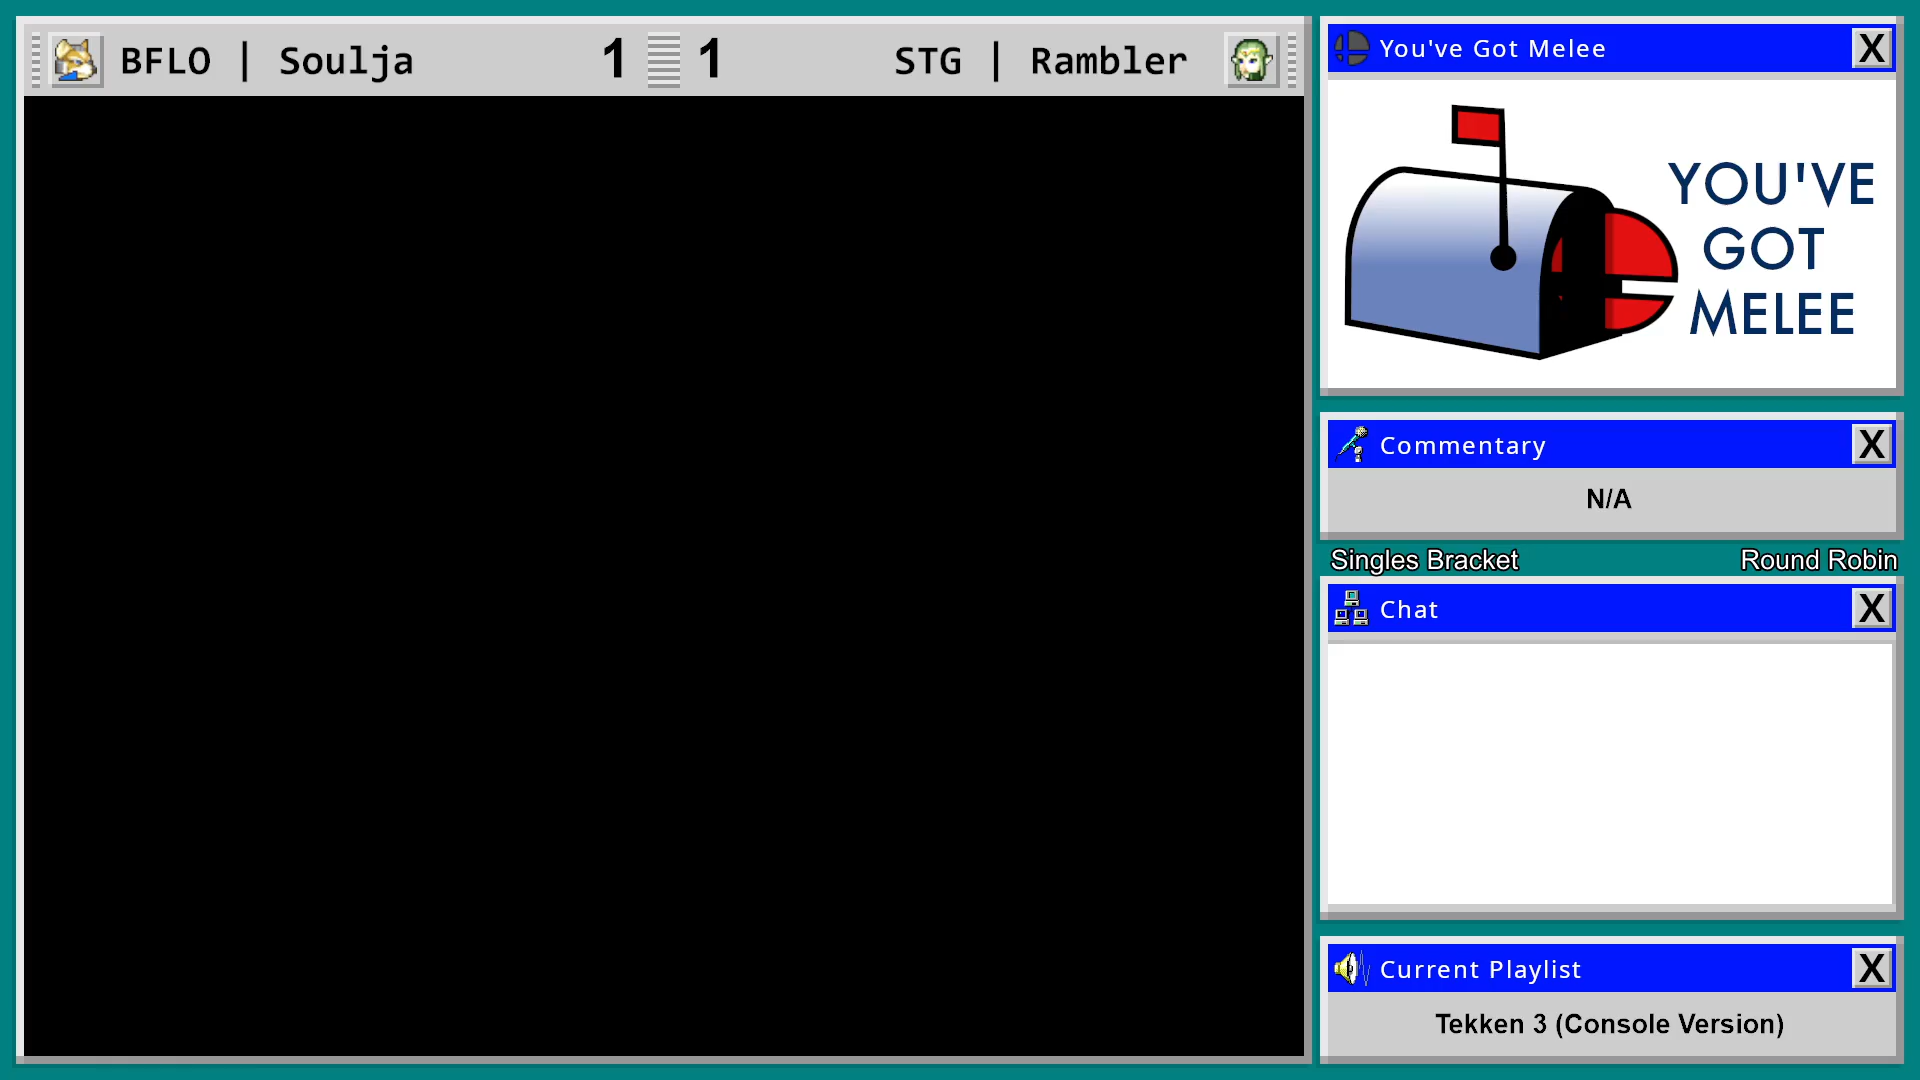 BFLO | Soulja 1 1 STG | Rambler
You've Got Melee X
YOU'VE
GOT
MELEE
Commentary X
N/A
Singles Bracket Round Robin
Chat X
Current Playlist X
Tekken 3 (Console Version)